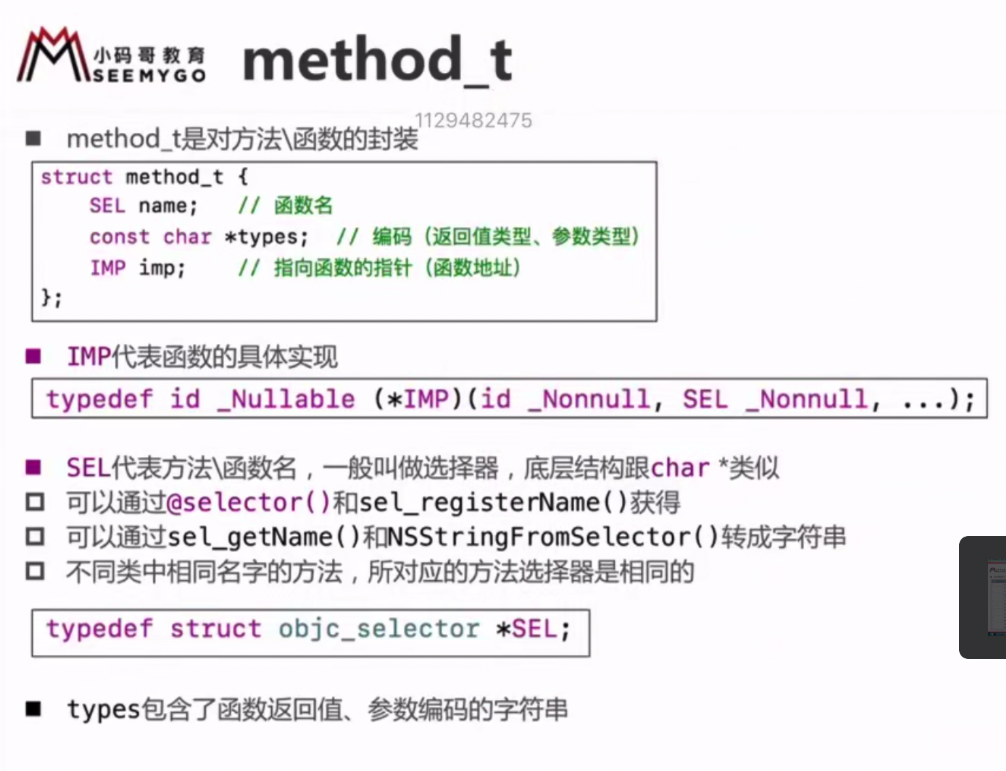 小码哥教育
SEEMYGO
method_t
1129482475
method_t是对方法\函数的封装
struct method_t {
    SEL name;   // 函数名
    const char *types;  // 编码（返回值类型、参数类型）
    IMP imp;    // 指向函数的指针（函数地址）
};
IMP代表函数的具体实现
typedef id _Nullable (*IMP)(id _Nonnull, SEL _Nonnull, ...);
SEL代表方法\函数名，一般叫做选择器，底层结构跟char *类似
可以通过@selector()和sel_registerName()获得
可以通过sel_getName()和NSStringFromSelector()转成字符串
不同类中相同名字的方法，所对应的方法选择器是相同的
typedef struct objc_selector *SEL;
types包含了函数返回值、参数编码的字符串